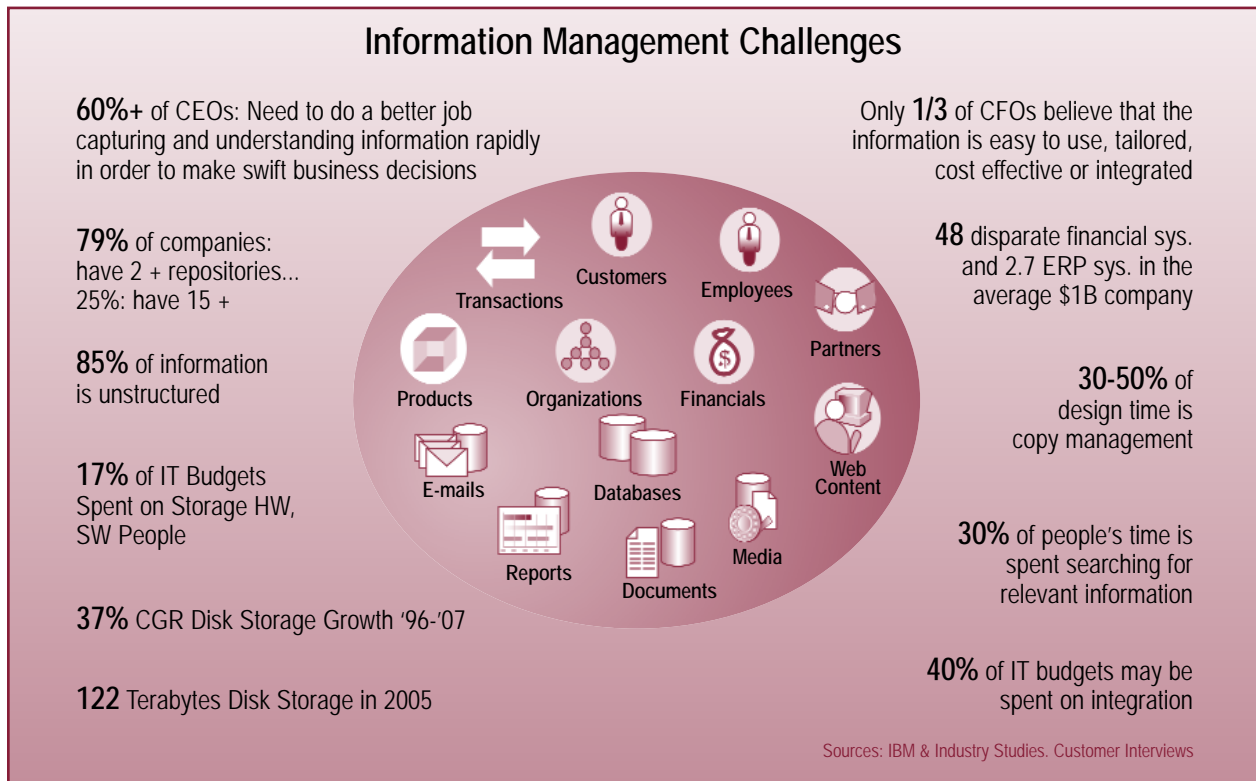 Information Management Challenges
60%+ of CEOs: Need to do a better job
capturing and understanding information rapidly
in order to make swift business decisions
79% of companies:
have 2 + repositories...
25%: have 15 +
85% of information
is unstructured
17% of IT Budgets
Spent on Storage HW,
SW People
37% CGR Disk Storage Growth ‘96-’07
122 Terabytes Disk Storage in 2005
Transactions
Customers
Employees
Partners
Products
Organizations
Financials
E-mails
Databases
Web
Content
Reports
Documents
Media
Only 1/3 of CFOs believe that the
information is easy to use, tailored,
cost effective or integrated
48 disparate financial sys.
and 2.7 ERP sys. in the
average $1B company
30-50% of
design time is
copy management
30% of people’s time is
spent searching for
relevant information
40% of IT budgets may be
spent on integration
Sources: IBM & Industry Studies. Customer Interviews